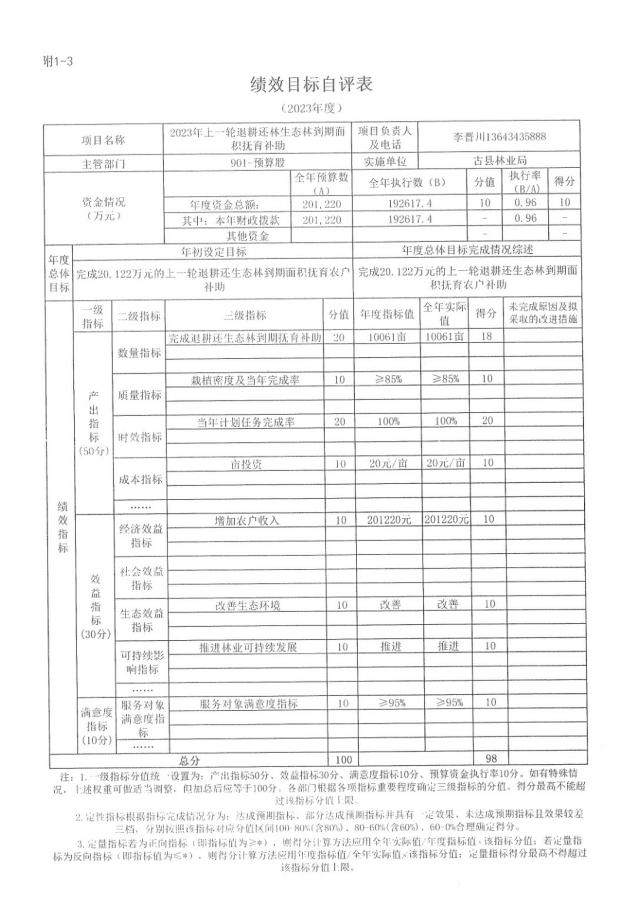 附1-3
绩效目标自评表
(2023年度)
项目名称 2023年上一轮退耕还林生态林到期面积抚育补助 项目负责人及电话 李晋川13643435888
主管部门 901-预算股 实施单位 古县林业局
资金情况(万元) 全年预算数(A) 全年执行数(B) 分值 执行率(B/A) 得分
年度资金总额: 201,220 192617.4 10 0.96 10
其中: 本年财政拨款 201,220 192617.4 - 0.96 -
其他资金 - -
年度总体目标 年初设定目标 年度总体目标完成情况综述
完成20.122万元的上一轮退耕还生态林到期面积抚育农户补助 完成20.122万元的上一轮退耕还生态林到期面积抚育农户补助
绩效指标 一级指标 二级指标 三级指标 分值 年度指标值 全年实际值 得分 未完成原因及拟采取的改进措施
产出指标(50分) 数量指标 完成退耕还生态林到期抚育补助 20 10061亩 10061亩 18
质量指标 栽植密度及当年完成率 10 ≥85% ≥85% 10
时效指标 当年计划任务完成率 20 100% 100% 20
成本指标 亩投资 10 20元/亩 20元/亩 10
……
效益指标(30分) 经济效益指标 增加农户收入 10 201220元 201220元 10
社会效益指标
生态效益指标 改善生态环境 10 改善 改善 10
可持续影响指标 推进林业可持续发展 10 推进 推进 10
……
满意度指标(10分) 服务对象满意度指标 服务对象满意度指标 10 ≥95% ≥95% 10
……
总分 100 98
注: 1.一级指标分值统一设置为: 产出指标50分、效益指标30分、满意度指标10分、预算资金执行率10分。如有特殊情
况, 上述权重可做适当调整, 但加总后应等于100分。各部门根据各项指标重要程度确定三级指标的分值。得分最高不能超
过该指标分值上限。
2.定性指标根据指标完成情况分为: 达成预期指标、部分达成预期指标并具有一定效果、未达成预期指标且效果较差
三档, 分别按照该指标对应分值区间100-80%(含80%)、80-60%(含60%)、60-0%合理确定得分。
3.定量指标若为正向指标(即指标值为≥*), 则得分计算方法应用全年实际值/年度指标值×该指标分值; 若定量指
标为反向指标(即指标值为≤*), 则得分计算方法应用年度指标值/全年实际值×该指标分值; 定量指标得分最高不得超过
该指标分值上限。